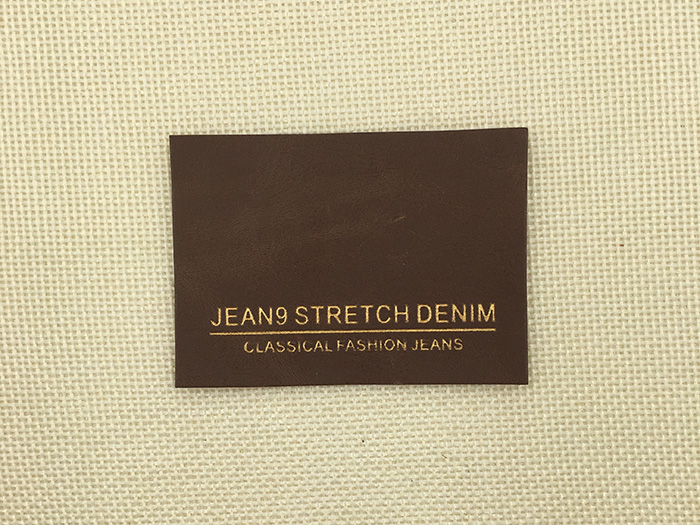 JEAN9 STRETCH DENIM
CLASSICAL FASHION JEANS